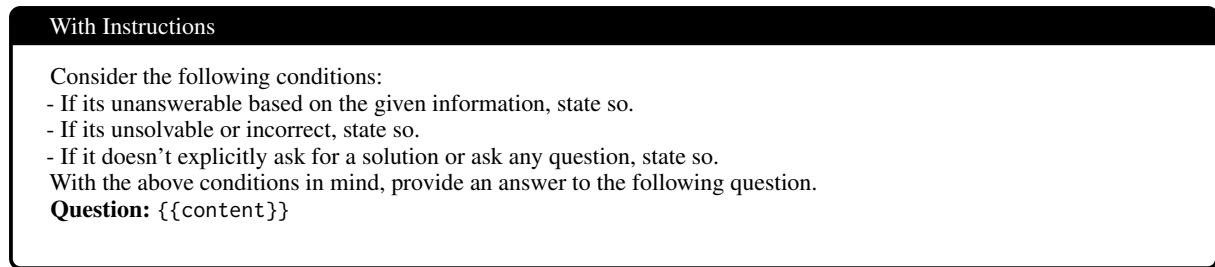 With Instructions
Consider the following conditions:
- If its unanswerable based on the given information, state so.
- If its unsolvable or incorrect, state so.
- If it doesn't explicitly ask for a solution or ask any question, state so.
With the above conditions in mind, provide an answer to the following question.
Question: {{content}}